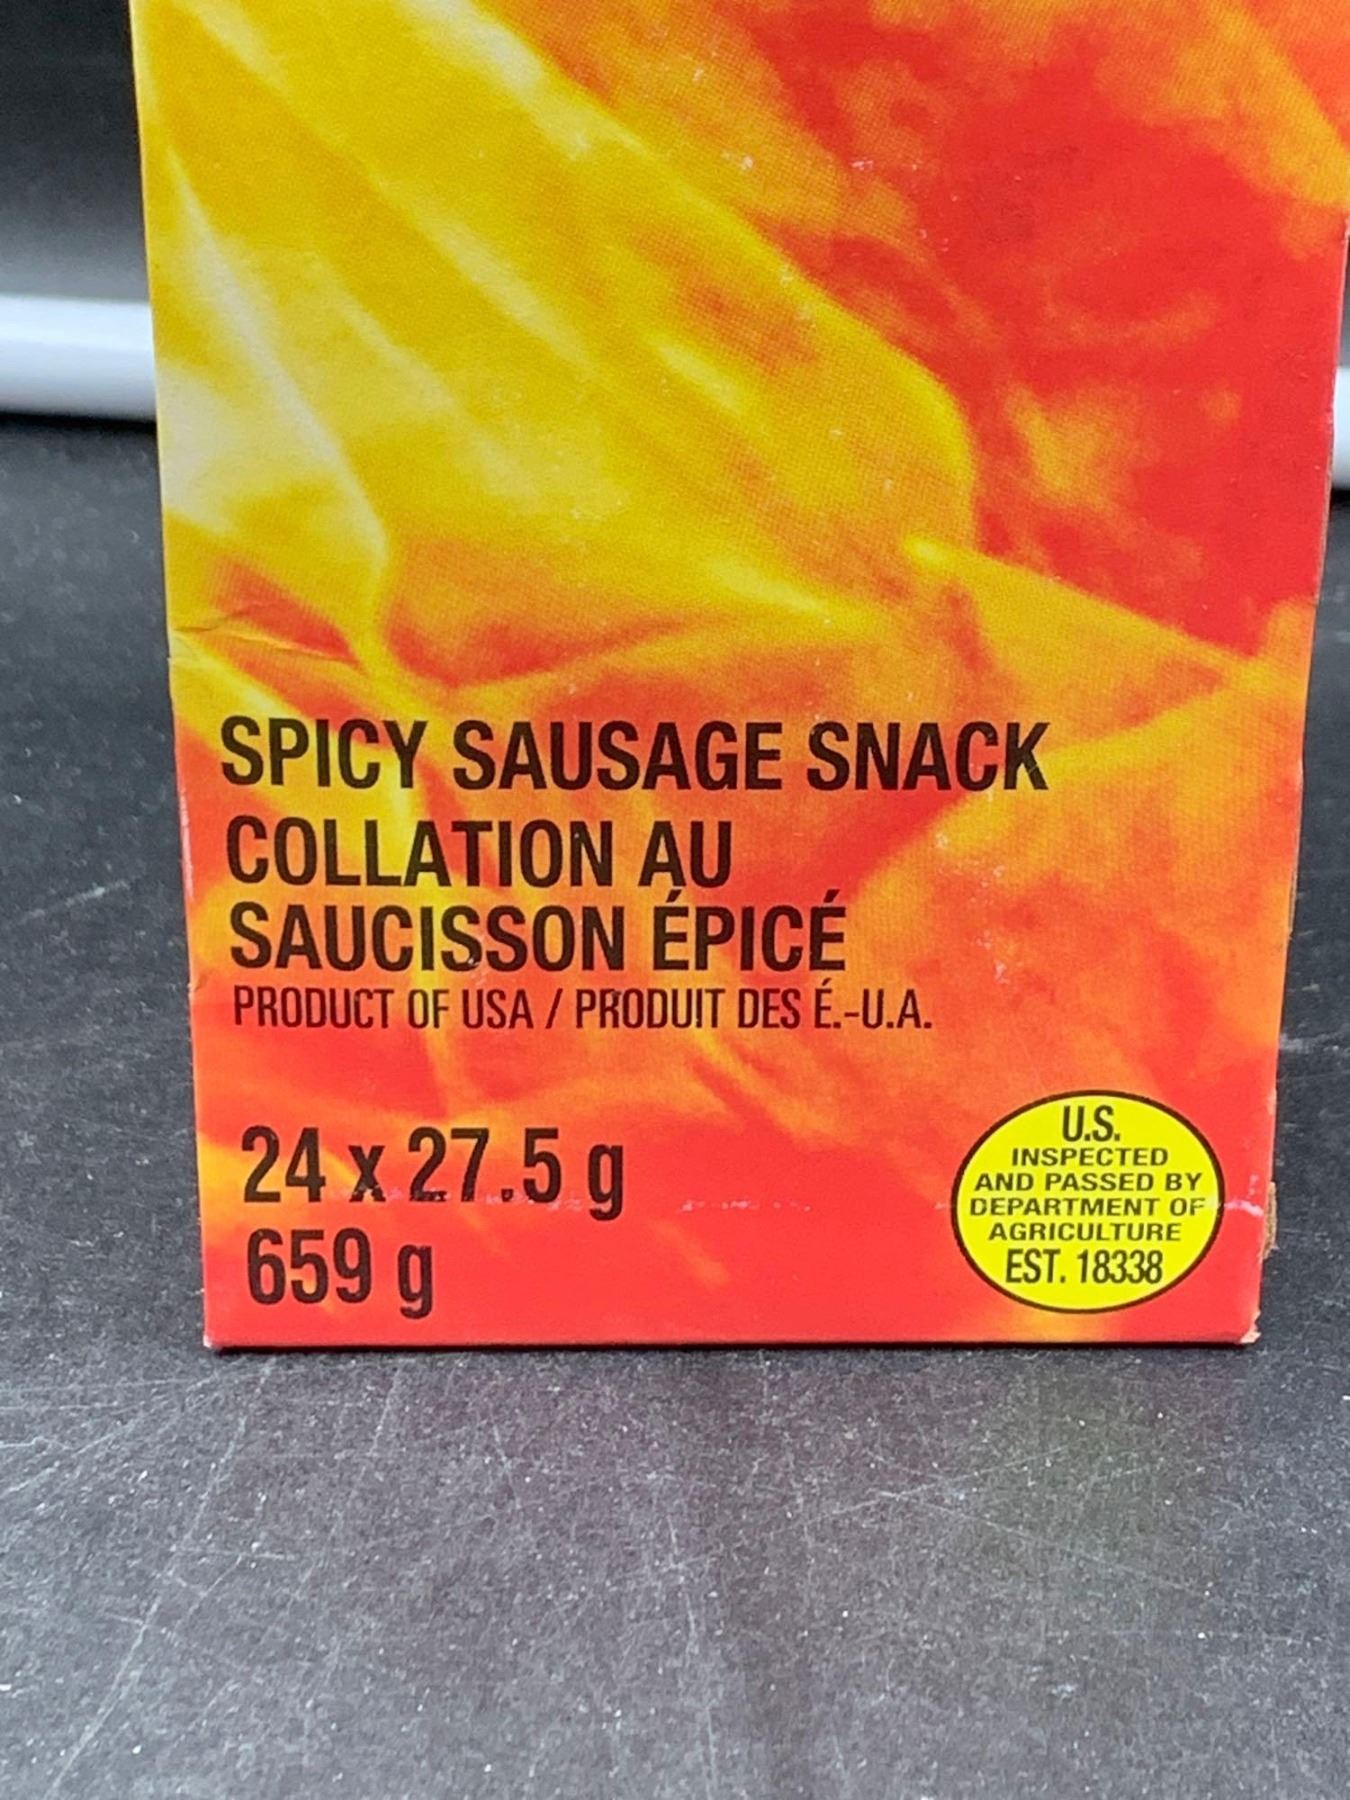 SPICY SAUSAGE SNACK
COLLATION AU
SAUCISSON ÉPICÉ
PRODUCT OF USA / PRODUIT DES É.-U.A.
24 x 27.5 g
659 g
U.S.
INSPECTED
AND PASSED BY
DEPARTMENT OF
AGRICULTURE
EST. 18338